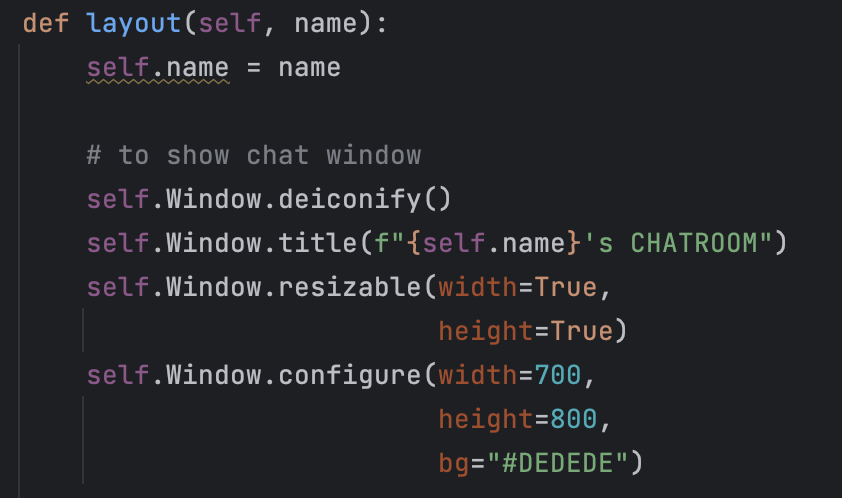 def layout(self, name):
self.name = name
# to show chat window
self.Window.deiconify()
self.Window.title(f"{self.name}'s CHATROOM")
self.Window.resizable(width=True,
height=True)
self.Window.configure(width=700,
height=800,
bg="#DEDEDE")